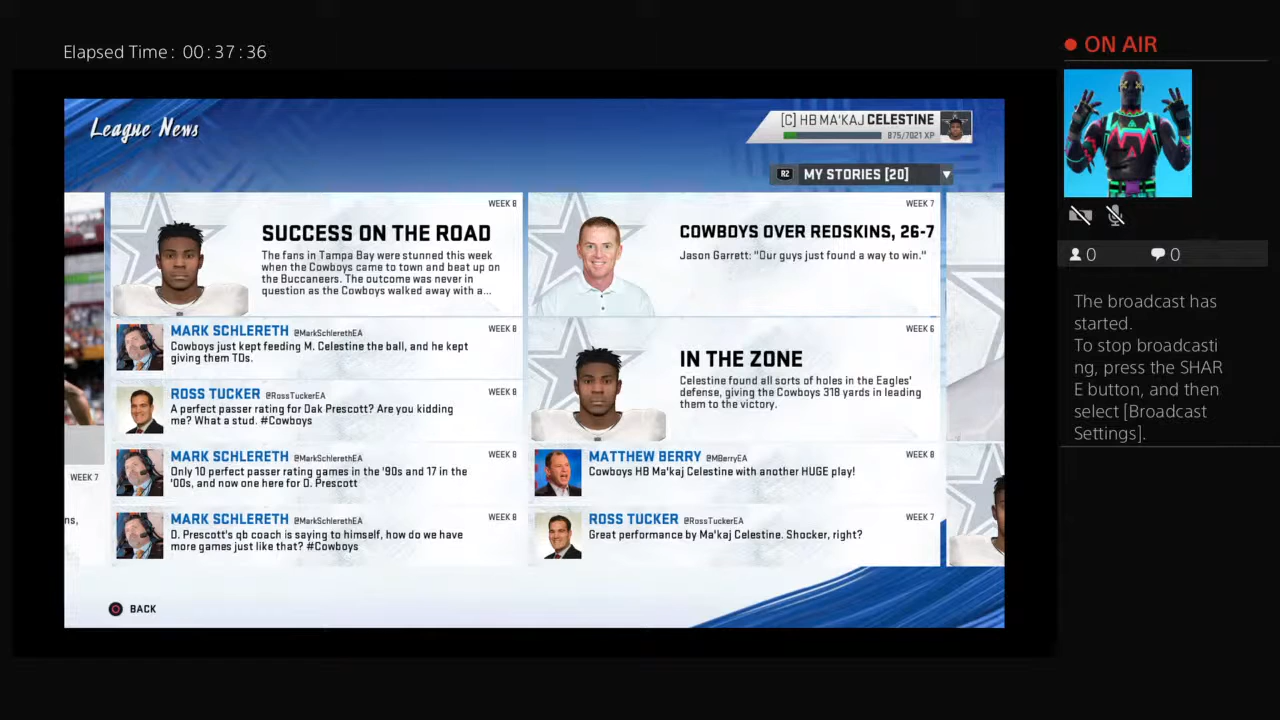 Elapsed Time: 00:37:36
ON AIR
League News
[C] HB MA'KAJ CELESTINE
875/7021 XP
R2 MY STORIES [20]
WEEK 7
ns,
WEEK 8
SUCCESS ON THE ROAD
The fans in Tampa Bay were stunned this week
when the Cowboys came to town and beat up on
the Buccaneers. The outcome was never in
question as the Cowboys walked away with a...
MARK SCHLERETH @MarkSchlerethEA WEEK 8
Cowboys just kept feeding M. Celestine the ball, and he kept
giving them TDs.
ROSS TUCKER @RossTuckerEA WEEK 8
A perfect passer rating for Dak Prescott? Are you kidding
me? What a stud. #Cowboys
MARK SCHLERETH @MarkSchlerethEA WEEK 8
Only 10 perfect passer rating games in the '90s and 17 in the
'00s, and now one here for D. Prescott
MARK SCHLERETH @MarkSchlerethEA WEEK 8
D. Prescott's qb coach is saying to himself, how do we have
more games just like that? #Cowboys
WEEK 7
COWBOYS OVER REDSKINS, 26-7
Jason Garrett: "Our guys just found a way to win."
WEEK 6
IN THE ZONE
Celestine found all sorts of holes in the Eagles'
defense, giving the Cowboys 318 yards in leading
them to the victory.
MATTHEW BERRY @MBerryEA WEEK 8
Cowboys HB Ma'kaj Celestine with another HUGE play!
ROSS TUCKER @RossTuckerEA WEEK 7
Great performance by Ma'kaj Celestine. Shocker, right?
BACK
0 0
The broadcast has
started.
To stop broadcasti
ng, press the SHAR
E button, and then
select [Broadcast
Settings].